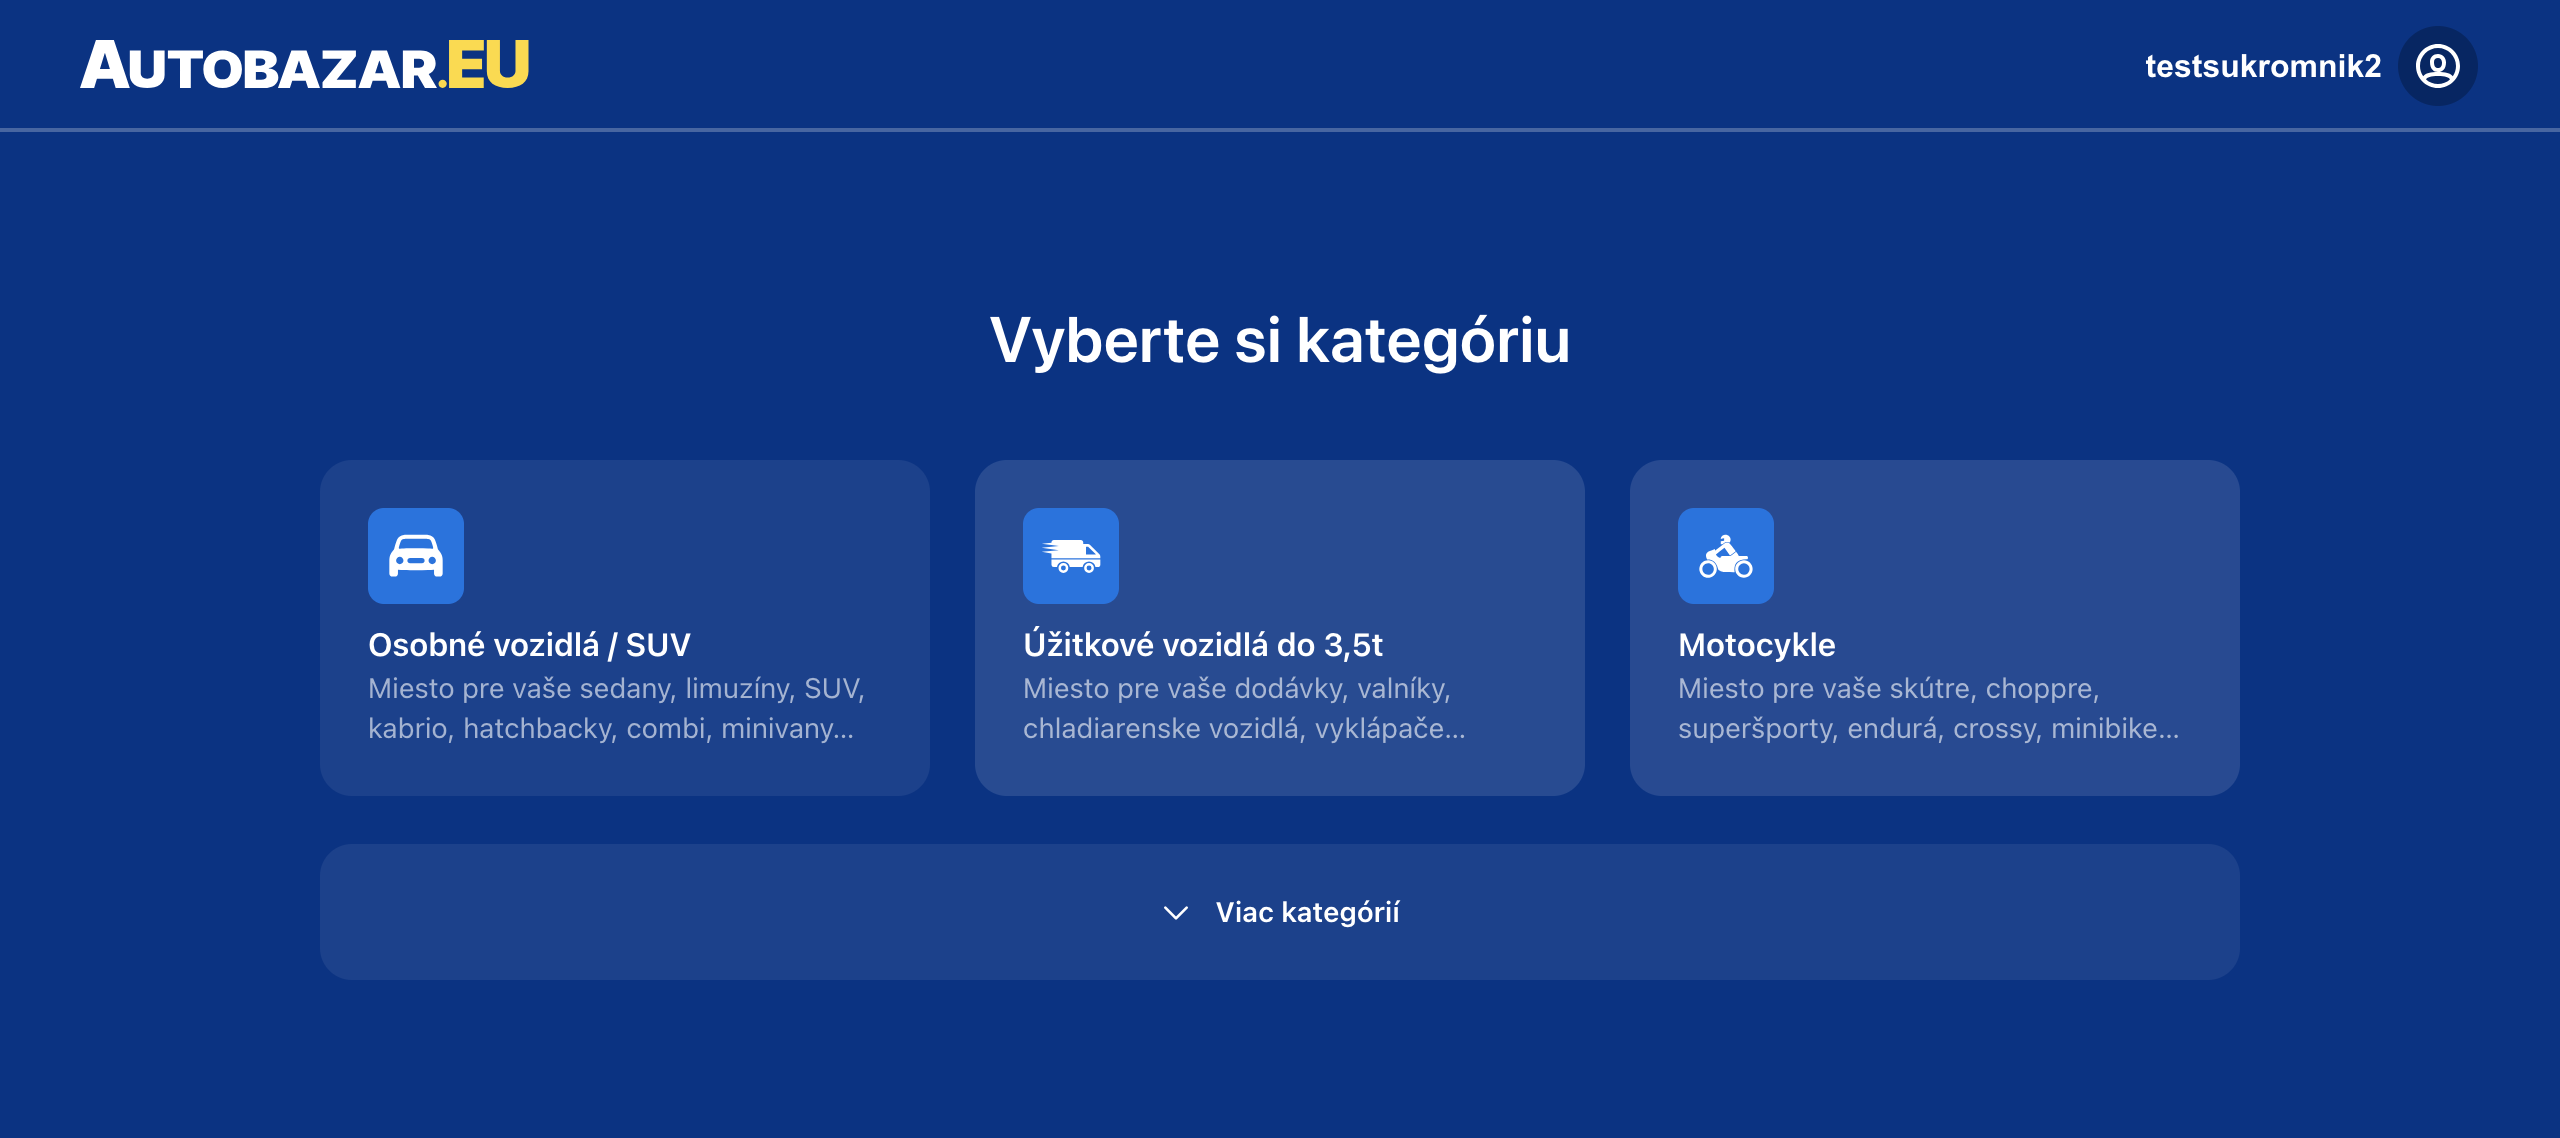 AUTOBAZAR.EU
testsukromnik2
Vyberte si kategóriu
Osobné vozidlá / SUV
Miesto pre vaše sedany, limuzíny, SUV,
kabrio, hatchbacky, combi, minivany...
Úžitkové vozidlá do 3,5t
Miesto pre vaše dodávky, valníky,
chladiarenske vozidlá, vyklápače...
Motocykle
Miesto pre vaše skútre, choppre,
superšporty, endurá, crossy, minibike...
Viac kategórií